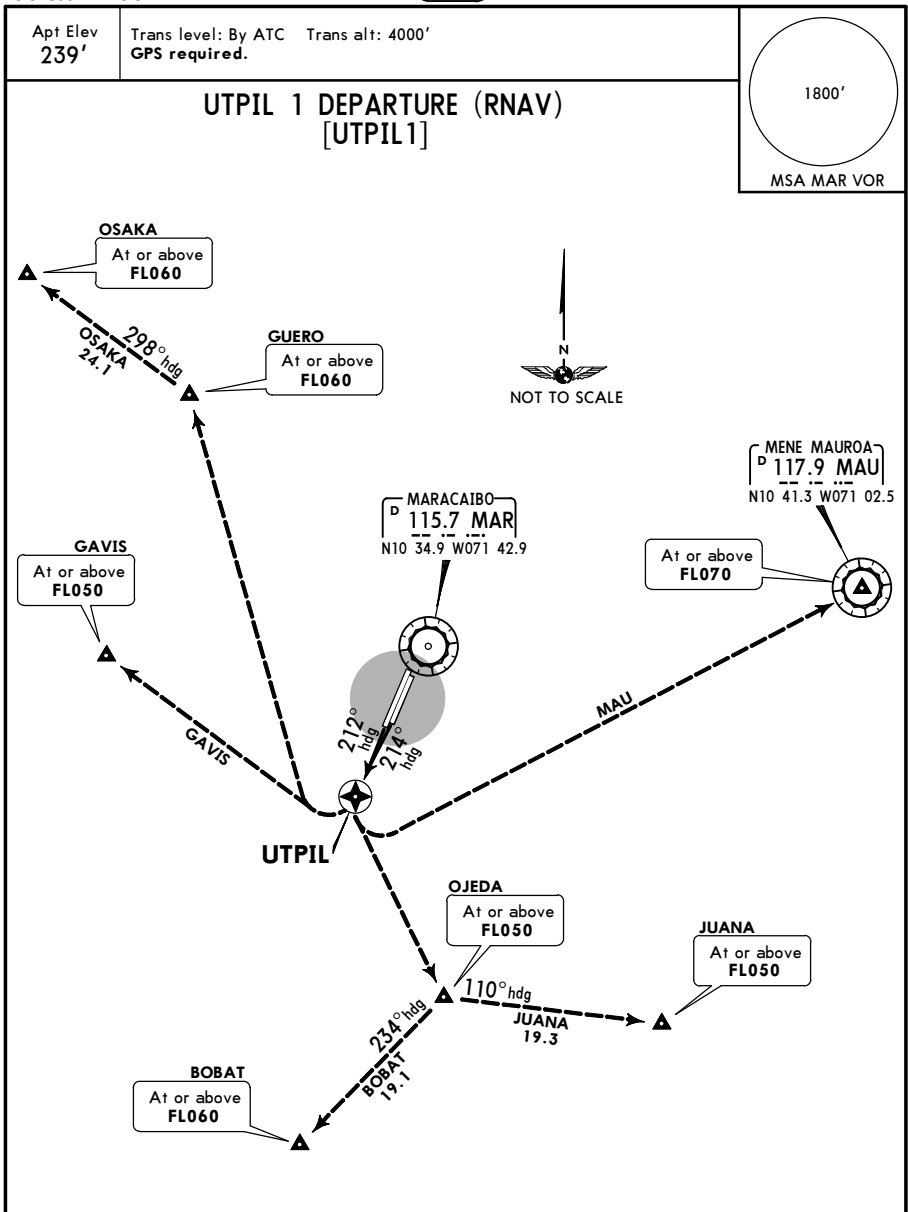 Apt Elev
239'
Trans level: By ATC Trans alt: 4000'
GPS required.
1800'
MSA MAR VOR
UTPIL 1 DEPARTURE (RNAV)
[UTPIL1]
OSAKA
At or above
FL060
298° hdg
OSAKA
24.1
GUERO
At or above
FL060
N
NOT TO SCALE
MENE MAUROA
D 117.9 MAU
N10 41.3 W071 02.5
MARACAIBO
D 115.7 MAR
N10 34.9 W071 42.9
At or above
FL070
GAVIS
At or above
FL050
GAVIS
MAU
212°
hdg
214°
hdg
UTPIL
OJEDA
At or above
FL050
JUANA
At or above
FL050
110° hdg
JUANA
19.3
234° hdg
BOBAT
19.1
BOBAT
At or above
FL060